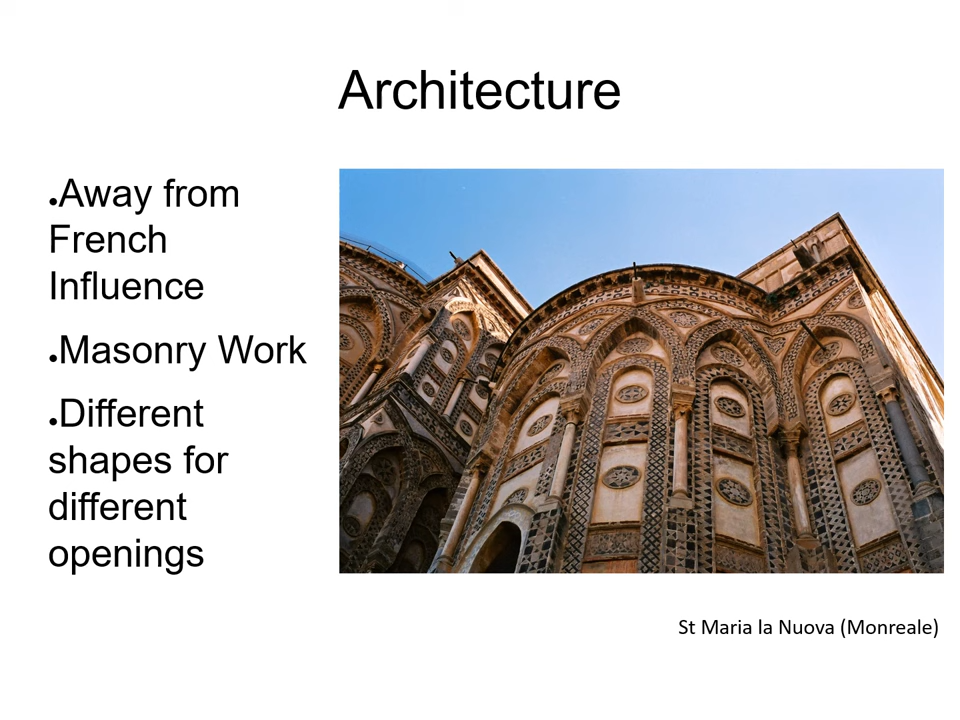 Architecture
●Away from
French
Influence
●Masonry Work
●Different
shapes for
different
openings
St Maria la Nuova (Monreale)